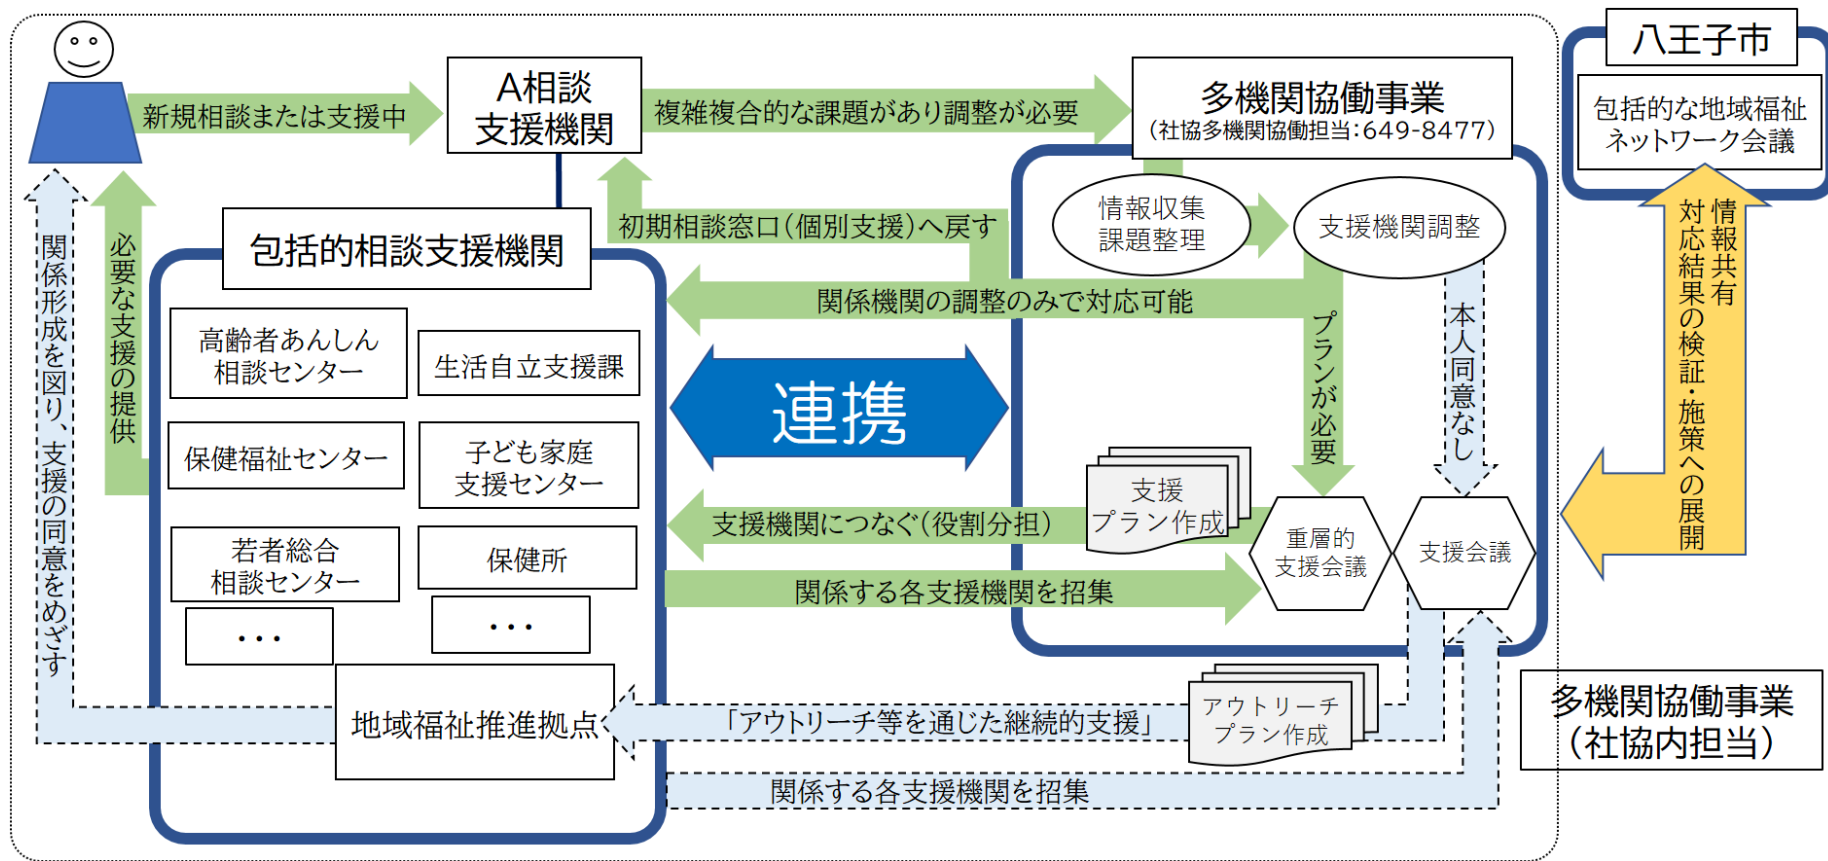 八王子市
包括的な地域福祉
ネットワーク会議
A相談
支援機関
新規相談または支援中
複雑複合的な課題があり調整が必要
多機関協働事業
（社協多機関協働担当：649-8477）
情報収集
課題整理
支援機関調整
初期相談窓口（個別支援）へ戻す
包括的相談支援機関
関係機関の調整のみで対応可能
情報共有
対応結果の検証・施策への展開
関係形成を図り、支援の同意をめざす
必要な支援の提供
高齢者あんしん
相談センター
生活自立支援課
連携
プランが必要
本人同意なし
保健福祉センター
子ども家庭
支援センター
支援
プラン作成
支援機関につなぐ（役割分担）
重層的
支援会議
支援会議
若者総合
相談センター
保健所
関係する各支援機関を招集
・・・
・・・
地域福祉推進拠点
「アウトリーチ等を通じた継続的支援」
アウトリーチ
プラン作成
多機関協働事業
（社協内担当）
関係する各支援機関を招集